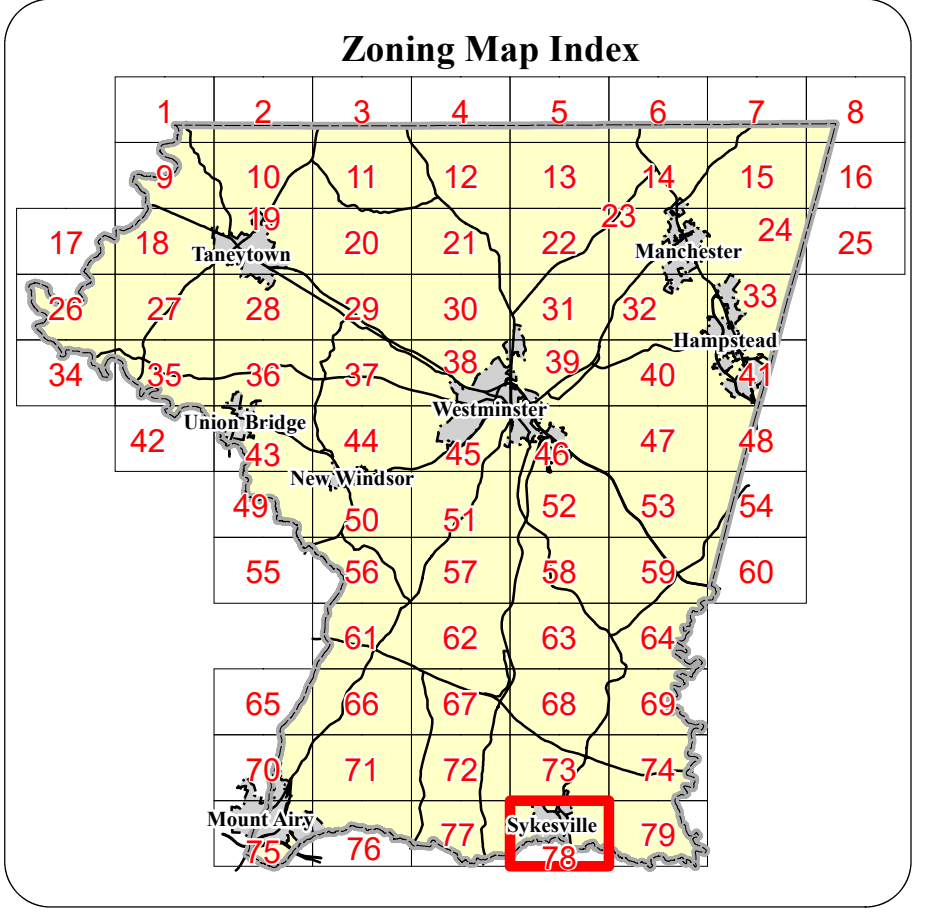 Zoning Map Index
1 2 3 4 5 6 7 8
9 10 11 12 13 14 15 16
17 18 19 20 21 22 23 24 25
Taneytown
Manchester
26 27 28 29 30 31 32 33
Hampstead
34 35 36 37 38 39 40 41
Westminster
Union Bridge
42 43 44 45 46 47 48
New Windsor
49 50 51 52 53 54
55 56 57 58 59 60
61 62 63 64
65 66 67 68 69
70 71 72 73 74
Mount Airy
Sykesville
75 76 77 78 79